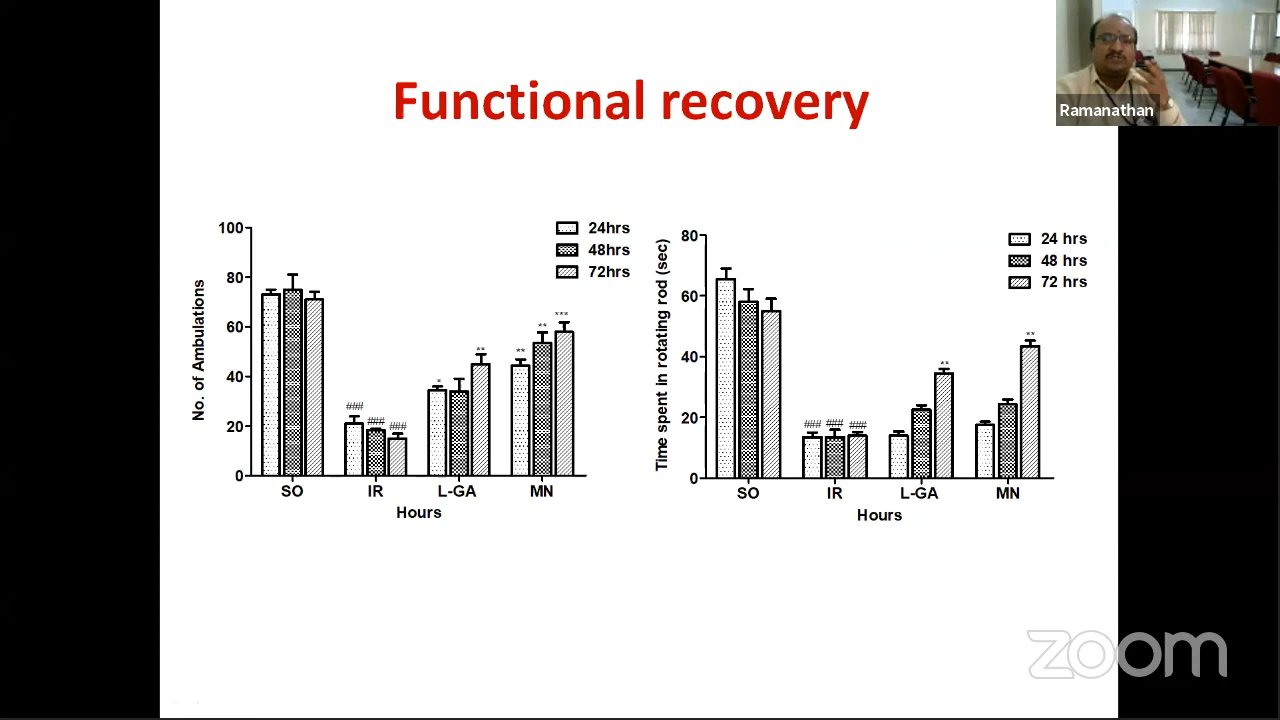 Functional recovery
Ramanathan
No. of Ambulations
100
80
60
40
20
0
24hrs
48hrs
72hrs
###
###
###
*
**
**
**
***
SO IR L-GA MN
Hours
Time spent in rotating rod (sec)
80
60
40
20
0
24 hrs
48 hrs
72 hrs
###
###
###
**
**
SO IR L-GA MN
Hours
zoom